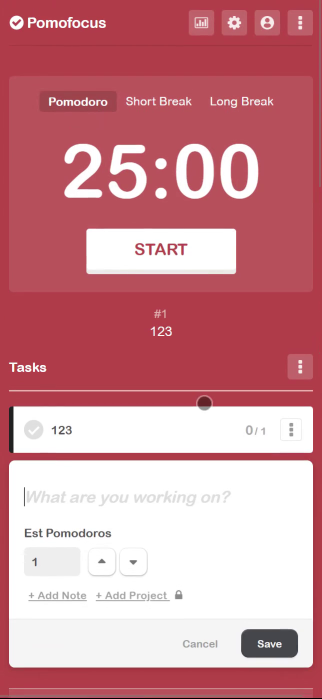 Pomofocus
Pomodoro Short Break Long Break
25:00
START
#1
123
Tasks
123 0/1
What are you working on?
Est Pomodoros
1
+ Add Note + Add Project
Cancel Save